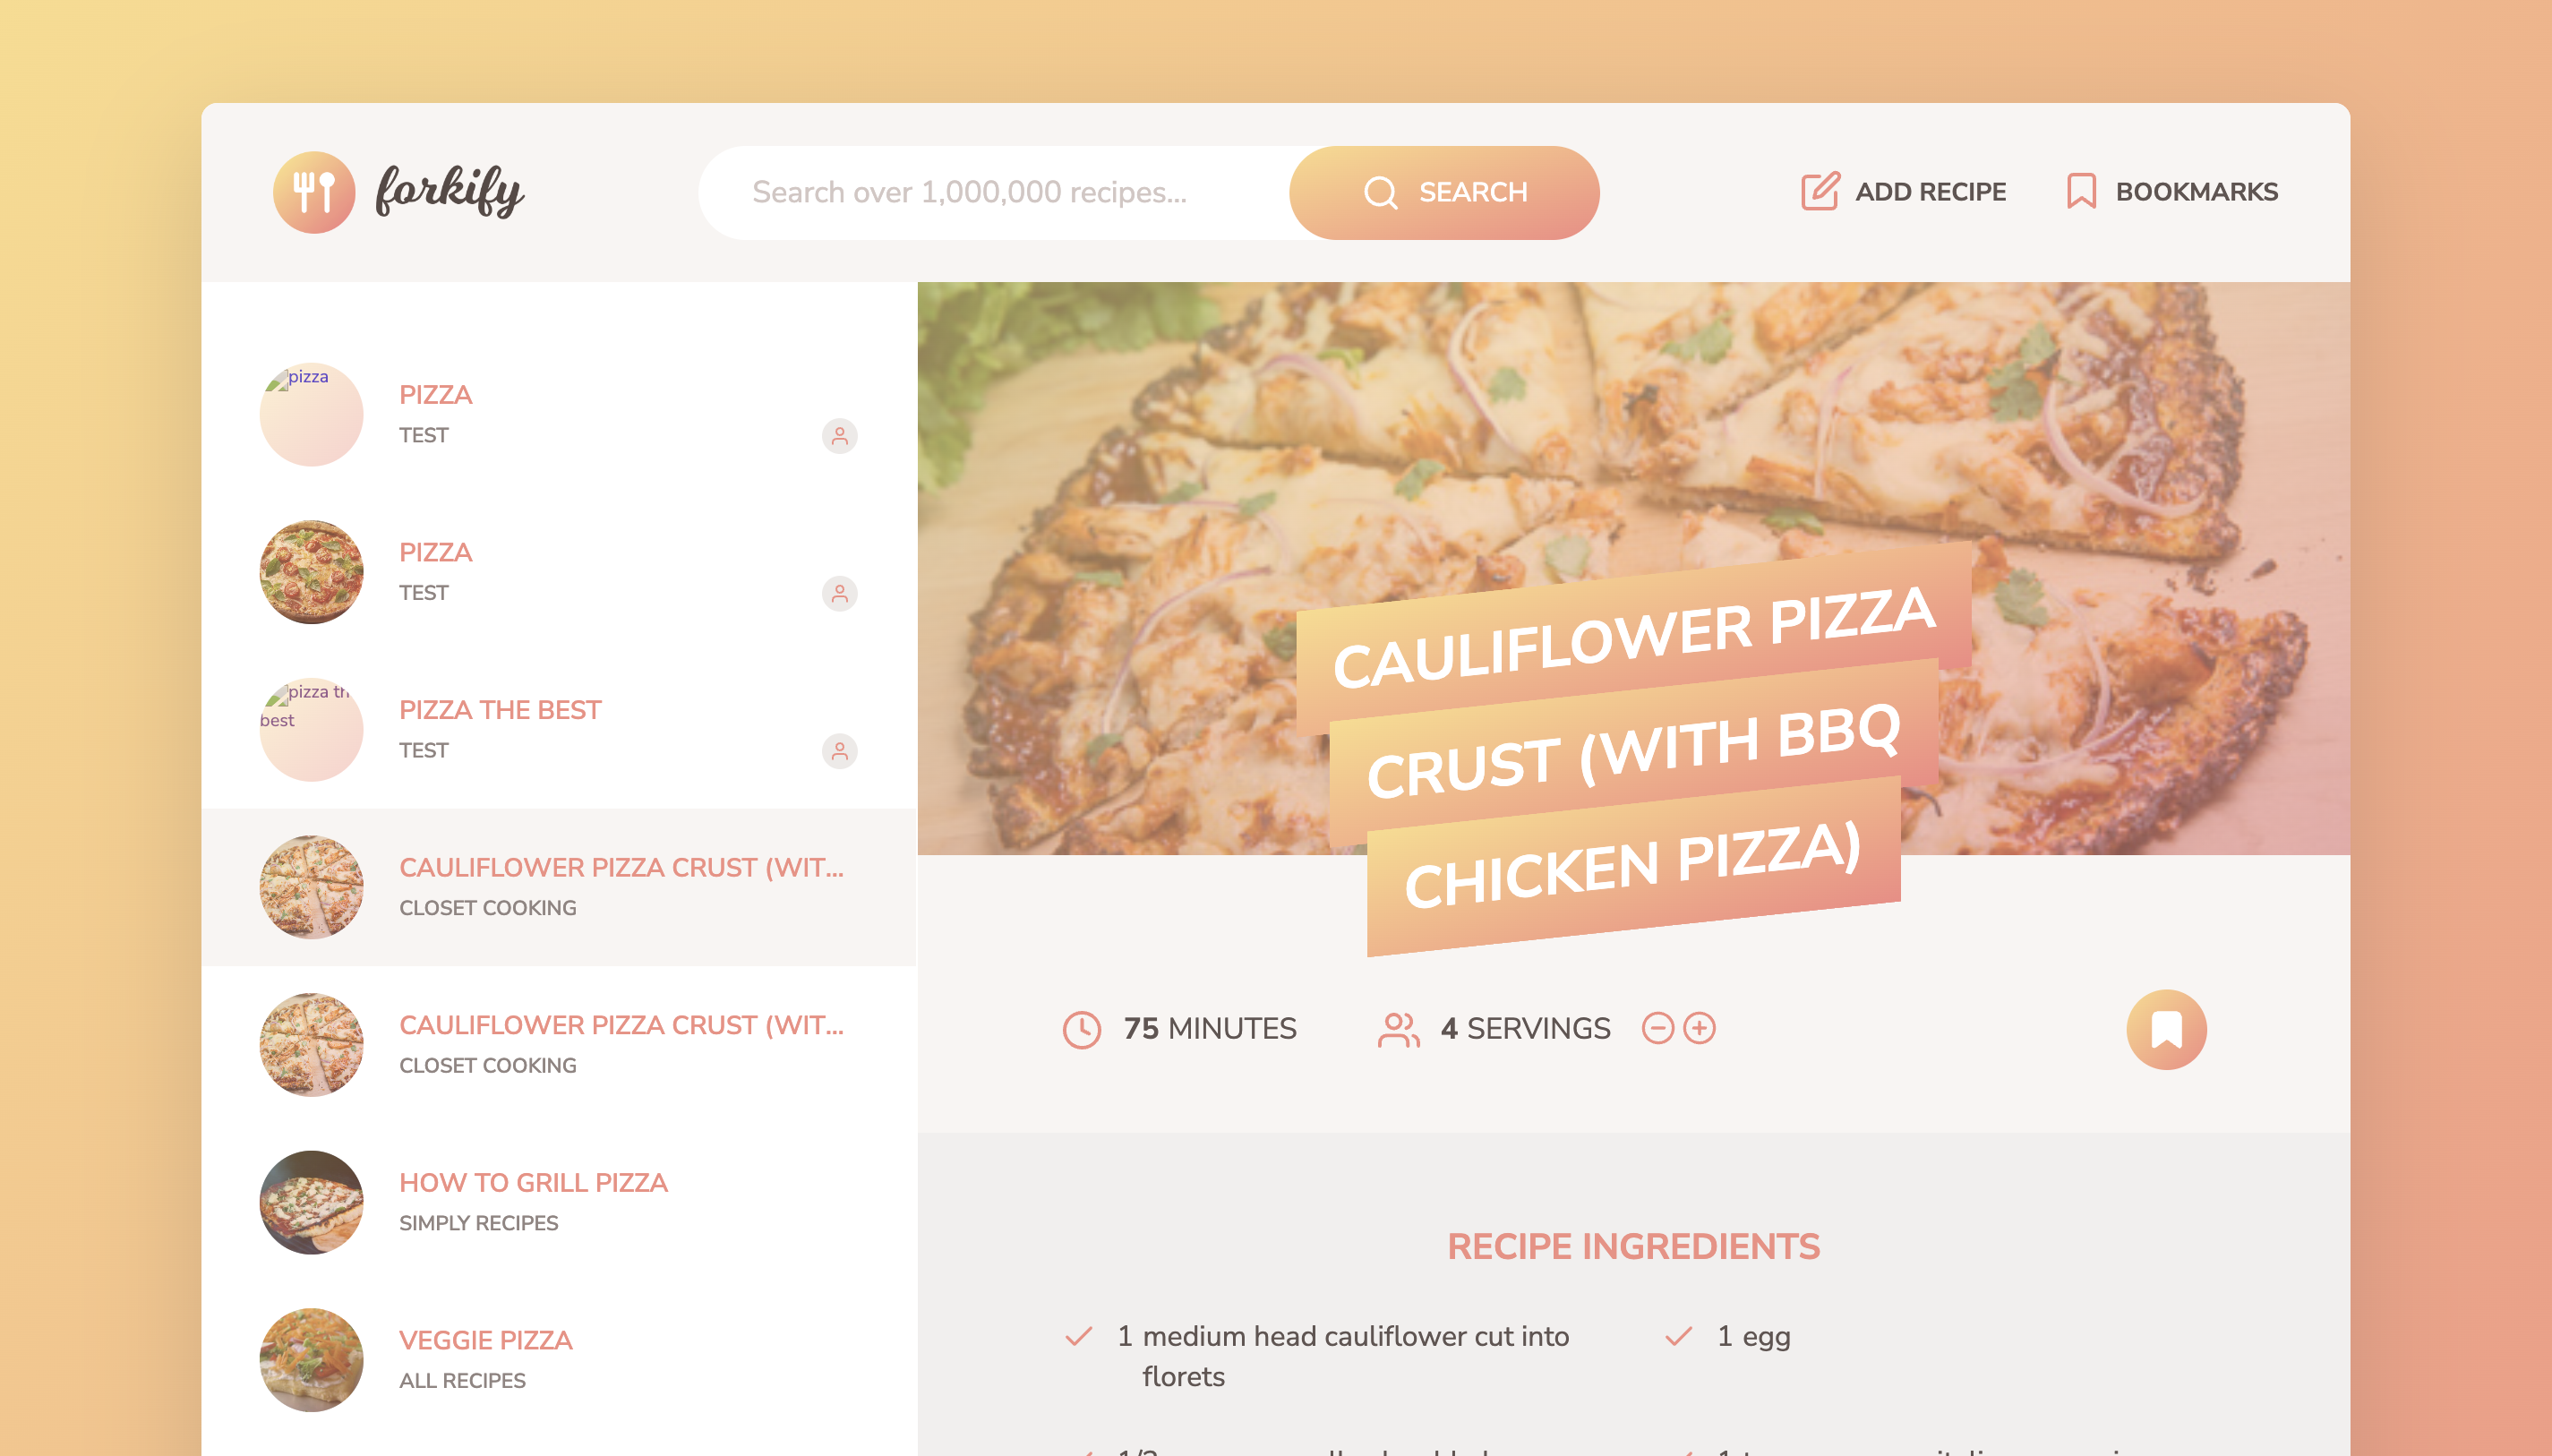 forkify
Search over 1,000,000 recipes...
SEARCH
ADD RECIPE
BOOKMARKS
pizza
PIZZA
TEST
PIZZA
TEST
pizza th
best
PIZZA THE BEST
TEST
CAULIFLOWER PIZZA CRUST (WIT...
CLOSET COOKING
CAULIFLOWER PIZZA CRUST (WIT...
CLOSET COOKING
HOW TO GRILL PIZZA
SIMPLY RECIPES
VEGGIE PIZZA
ALL RECIPES
CAULIFLOWER PIZZA
CRUST (WITH BBQ
CHICKEN PIZZA)
75 MINUTES
4 SERVINGS
RECIPE INGREDIENTS
1 medium head cauliflower cut into
florets
1 egg